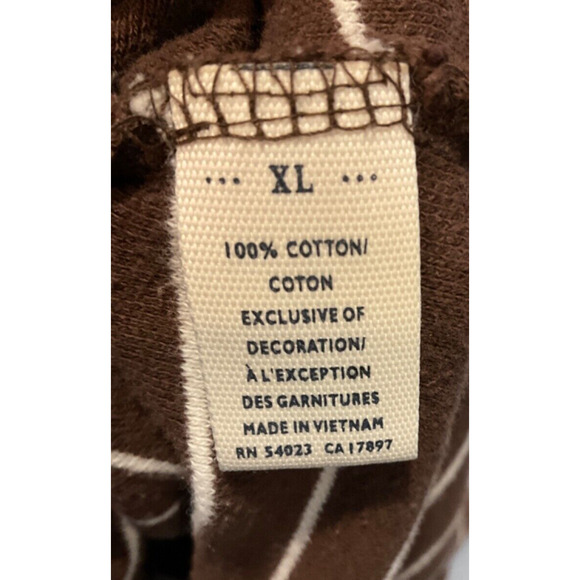 ··· XL ···
100% COTTON/
COTON
EXCLUSIVE OF
DECORATION/
À L'EXCEPTION
DES GARNITURES
MADE IN VIETNAM
RN 54023 CA 17897